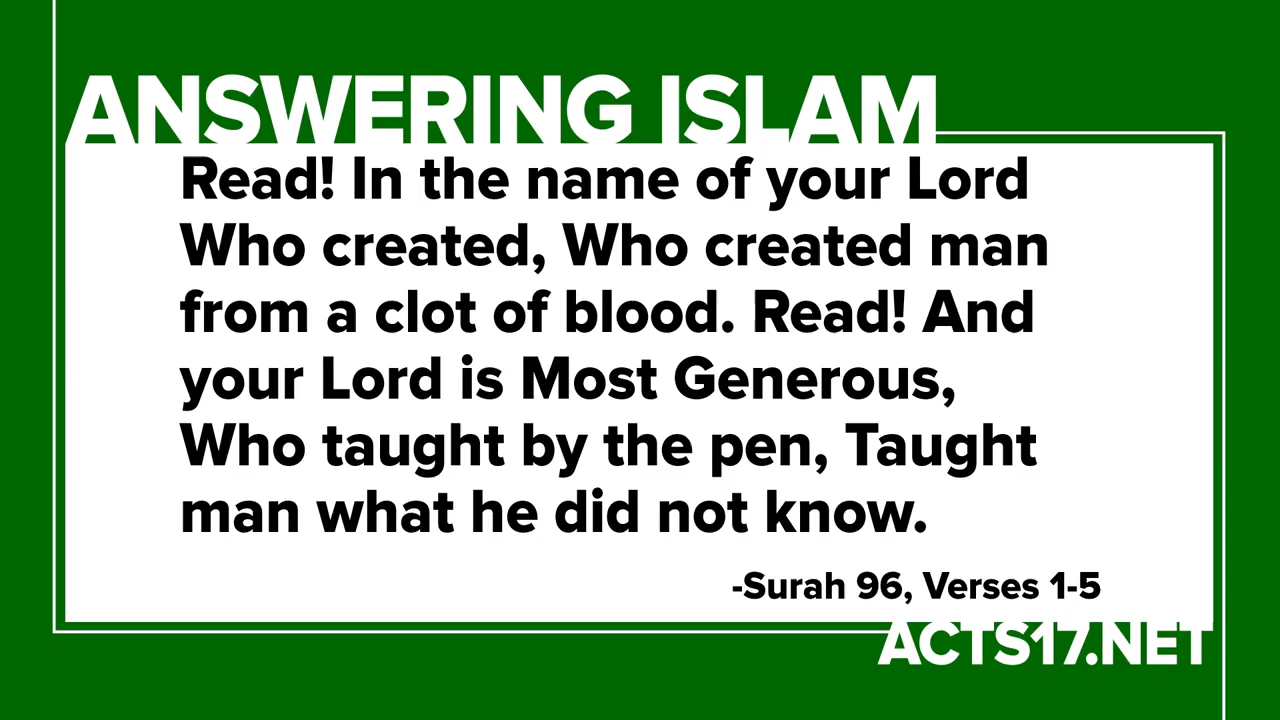 ANSWERING ISLAM
Read! In the name of your Lord
Who created, Who created man
from a clot of blood. Read! And
your Lord is Most Generous,
Who taught by the pen, Taught
man what he did not know.
-Surah 96, Verses 1-5
ACTS17.NET